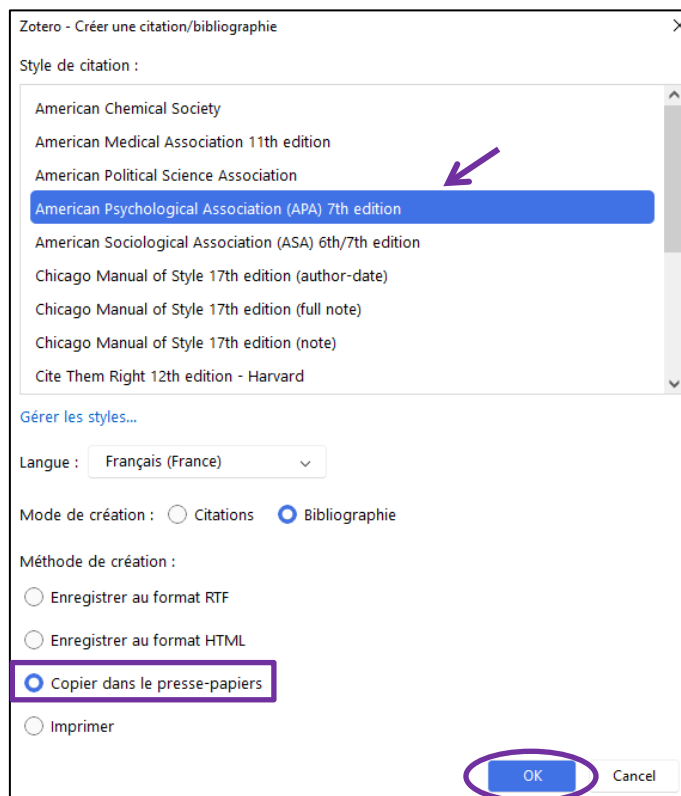 Zotero - Créer une citation/bibliographie
Style de citation :
American Chemical Society
American Medical Association 11th edition
American Political Science Association
American Psychological Association (APA) 7th edition
American Sociological Association (ASA) 6th/7th edition
Chicago Manual of Style 17th edition (author-date)
Chicago Manual of Style 17th edition (full note)
Chicago Manual of Style 17th edition (note)
Cite Them Right 12th edition - Harvard
Gérer les styles...
Langue : Français (France)
Mode de création : Citations Bibliographie
Méthode de création :
Enregistrer au format RTF
Enregistrer au format HTML
Copier dans le presse-papiers
Imprimer
OK Cancel